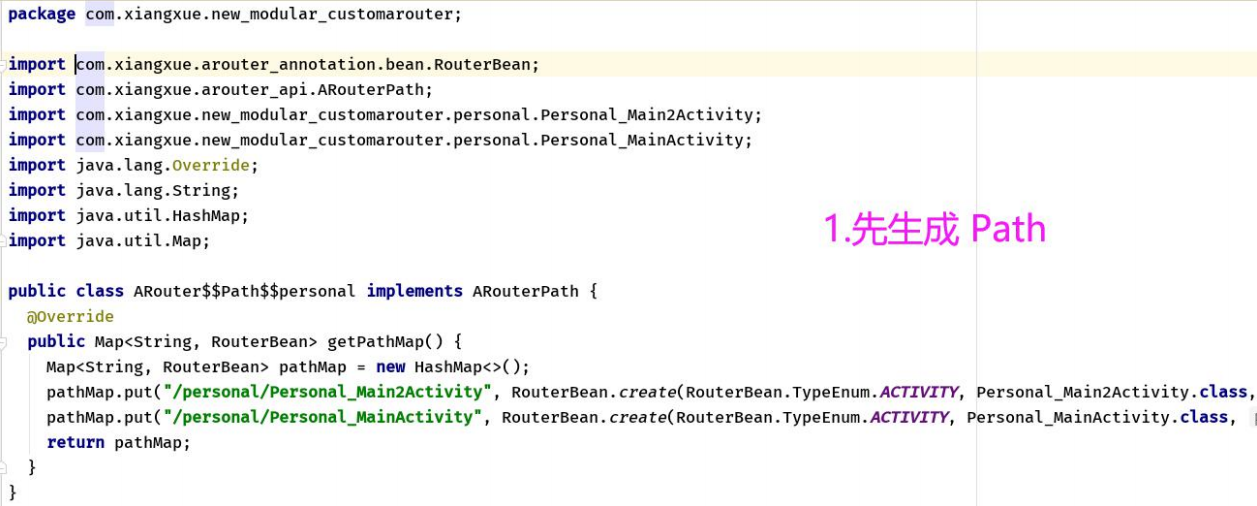 package com.xiangxue.new_modular_customarouter;
import com.xiangxue.arouter_annotation.bean.RouterBean;
import com.xiangxue.arouter_api.ARouterPath;
import com.xiangxue.new_modular_customarouter.personal.Personal_Main2Activity;
import com.xiangxue.new_modular_customarouter.personal.Personal_MainActivity;
import java.lang.Override;
import java.lang.String;
import java.util.HashMap;
import java.util.Map;
1.先生成 Path
public class ARouter$$Path$$personal implements ARouterPath {
@Override
public Map<String, RouterBean> getPathMap() {
Map<String, RouterBean> pathMap = new HashMap<>();
pathMap.put("/personal/Personal_Main2Activity", RouterBean.create(RouterBean.TypeEnum.ACTIVITY, Personal_Main2Activity.class,
pathMap.put("/personal/Personal_MainActivity", RouterBean.create(RouterBean.TypeEnum.ACTIVITY, Personal_MainActivity.class,
return pathMap;
}
}